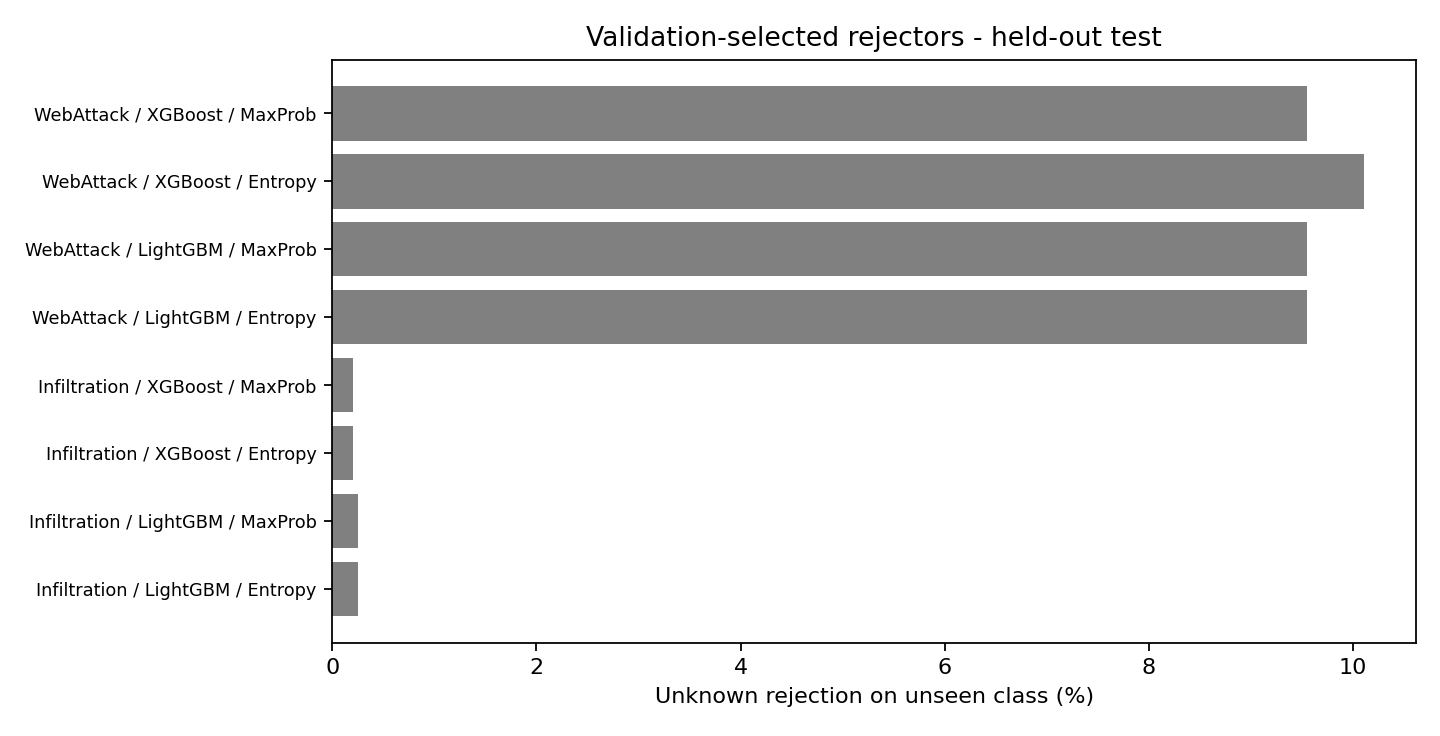 Validation-selected rejectors - held-out test
WebAttack / XGBoost / MaxProb
WebAttack / XGBoost / Entropy
WebAttack / LightGBM / MaxProb
WebAttack / LightGBM / Entropy
Infiltration / XGBoost / MaxProb
Infiltration / XGBoost / Entropy
Infiltration / LightGBM / MaxProb
Infiltration / LightGBM / Entropy
0 2 4 6 8 10
Unknown rejection on unseen class (%)